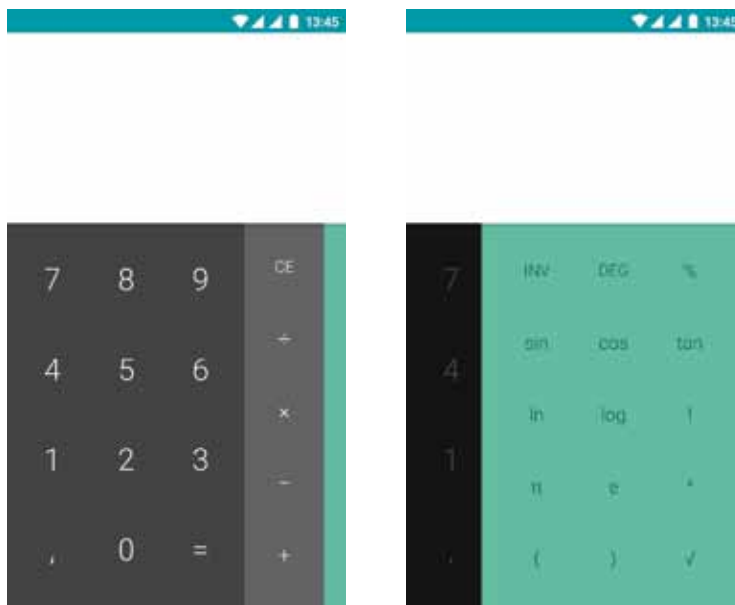 13:45
7 8 9 CE
÷
4 5 6
×
1 2 3
−
, 0 =
+
13:45
7 INV DEG %
sin cos tan
4
ln log !
1
π e ^
, ( ) √